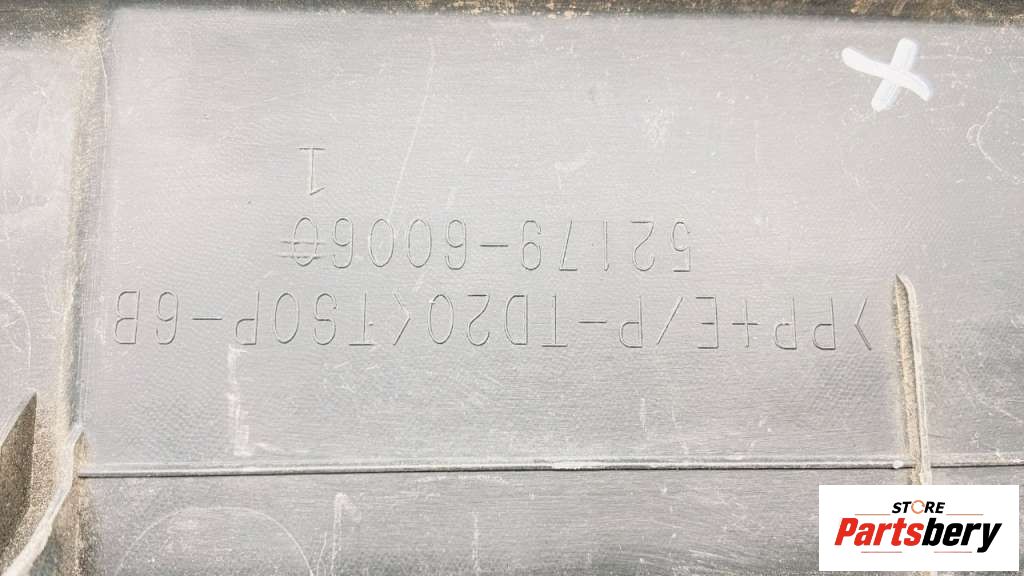 >PP+E/P-TD20<TSOP-6B
52179-60060
1
STORE
Partsbery